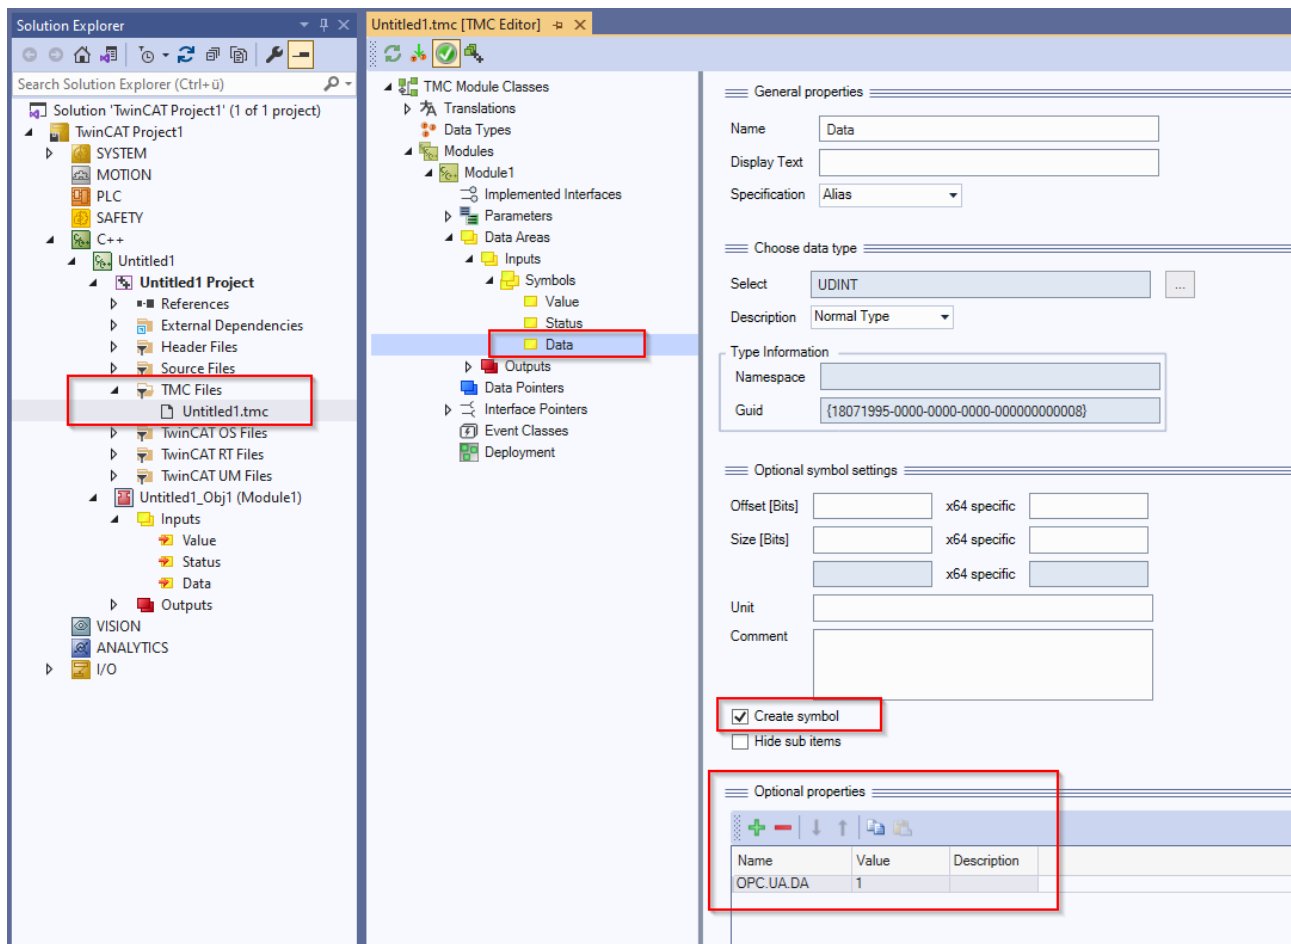 Solution Explorer
Search Solution Explorer (Ctrl+ü)
Solution 'TwinCAT Project1' (1 of 1 project)
TwinCAT Project1
SYSTEM
MOTION
PLC
SAFETY
C++
Untitled1
Untitled1 Project
References
External Dependencies
Header Files
Source Files
TMC Files
Untitled1.tmc
TwinCAT OS Files
TwinCAT RT Files
TwinCAT UM Files
Untitled1_Obj1 (Module1)
Inputs
Value
Status
Data
Outputs
VISION
ANALYTICS
I/O
Untitled1.tmc [TMC Editor]
TMC Module Classes
Translations
Data Types
Modules
Module1
Implemented Interfaces
Parameters
Data Areas
Inputs
Symbols
Value
Status
Data
Outputs
Data Pointers
Interface Pointers
Event Classes
Deployment
General properties
Name Data
Display Text
Specification Alias
Choose data type
Select UDINT ...
Description Normal Type
Type Information
Namespace
Guid {18071995-0000-0000-0000-000000000008}
Optional symbol settings
Offset [Bits] x64 specific
Size [Bits] x64 specific
x64 specific
Unit
Comment
Create symbol
Hide sub items
Optional properties
Name Value Description
OPC.UA.DA 1